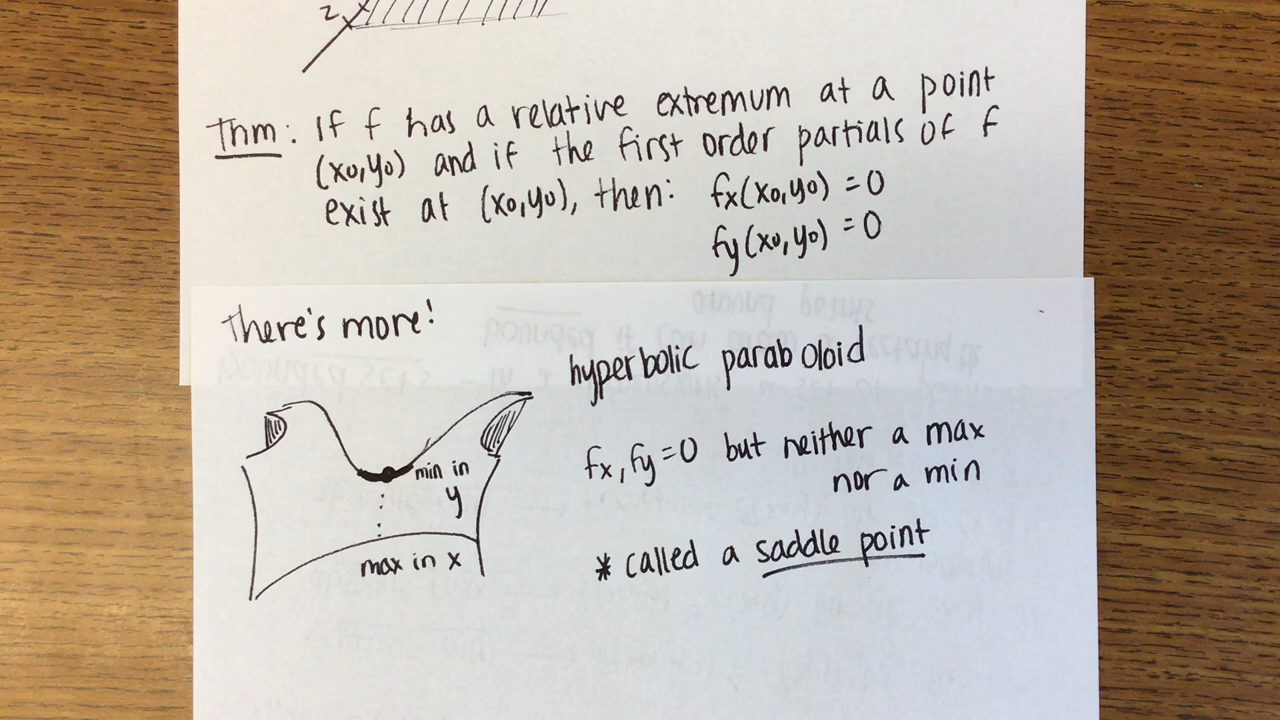 z
Thm: If f has a relative extremum at a point
(x0,y0) and if the first order partials of f
exist at (x0,y0), then: fx(x0,y0) = 0
fy(x0,y0) = 0
There's more!
hyperbolic paraboloid
min in
y
max in x
fx, fy=0 but neither a max
nor a min
* called a saddle point